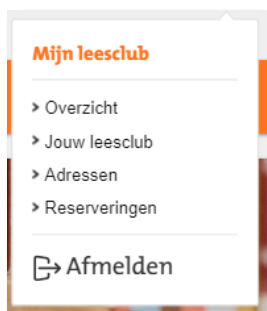 Mijn leesclub
Overzicht
Jouw leesclub
Adressen
Reserveringen
Afmelden